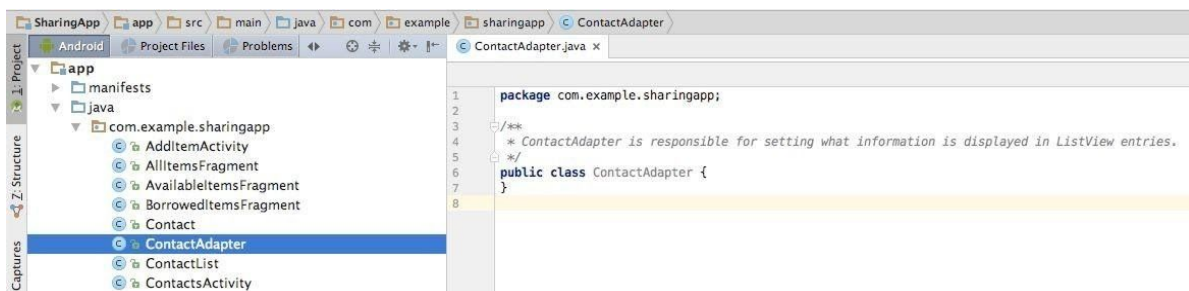 SharingApp app src main java com example sharingapp ContactAdapter
Android Project Files Problems
ContactAdapter.java ×
1: Project
Z: Structure
Captures
app
manifests
java
com.example.sharingapp
AddItemActivity
AllItemsFragment
AvailableItemsFragment
BorrowedItemsFragment
Contact
ContactAdapter
ContactList
ContactsActivity
1 package com.example.sharingapp;
2
3 /**
4 * ContactAdapter is responsible for setting what information is displayed in ListView entries.
5 */
6 public class ContactAdapter {
7 }
8